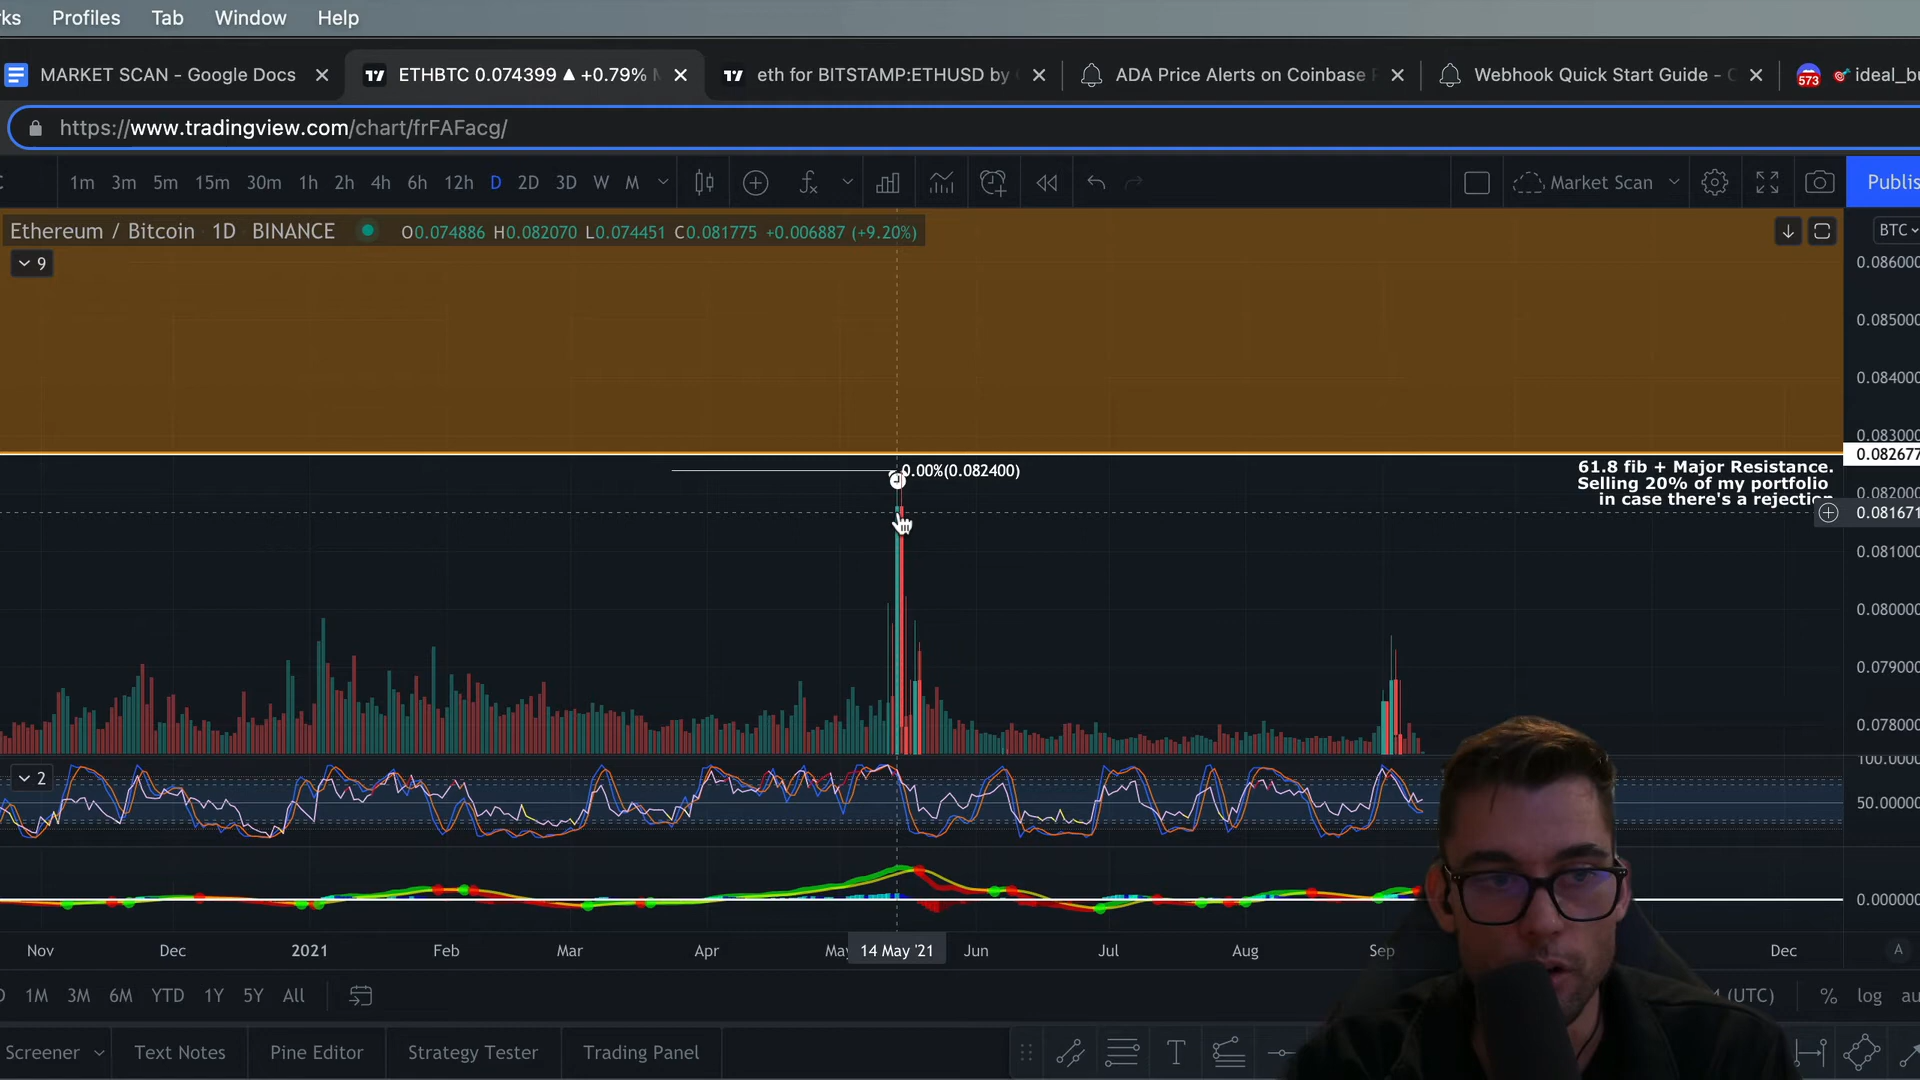 ks Profiles Tab Window Help
MARKET SCAN - Google Docs
ETHBTC 0.074399 ▲ +0.79%
eth for BITSTAMP:ETHUSD by
ADA Price Alerts on Coinbase
Webhook Quick Start Guide -
573
ideal_bu
https://www.tradingview.com/chart/frFAFacg/
1m 3m 5m 15m 30m 1h 2h 4h 6h 12h D 2D 3D W M
Market Scan
Publis
Ethereum / Bitcoin 1D BINANCE
O0.074886 H0.082070 L0.074451 C0.081775 +0.006887 (+9.20%)
BTC
9
0.086000
0.085000
0.084000
0.083000
0.082677
0.00%(0.082400)
61.8 fib + Major Resistance.
Selling 20% of my portfolio
in case there's a rejection
0.082000
0.081671
0.081000
0.080000
0.079000
0.078000
100.0000
2
50.00000
0.000000
Nov Dec 2021 Feb Mar Apr May 14 May '21 Jun Jul Aug Sep Dec
A
1M 3M 6M YTD 1Y 5Y All
(UTC) % log au
Screener Text Notes Pine Editor Strategy Tester Trading Panel